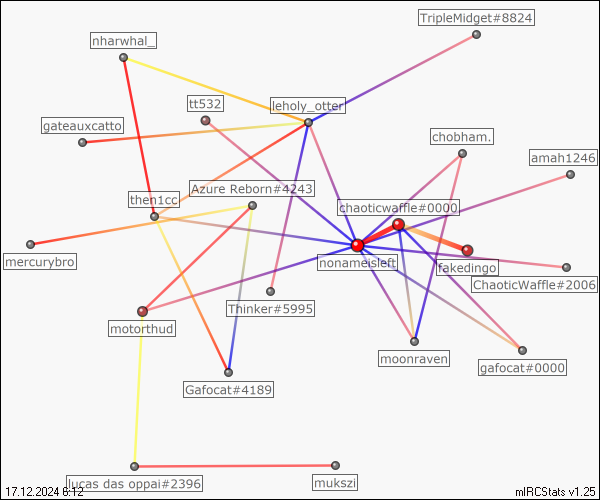 TripleMidget#8824
nharwhal_
tt532
leholy_otter
gateauxcatto
chobham.
amah1246
Azure Reborn#4243
then1cc
chaoticwaffle#0000
mercurybro
nonameisleft
fakedingo
ChaoticWaffle#2006
Thinker#5995
motorthud
moonraven
gafocat#0000
Gafocat#4189
lucas das oppai#2396
mukszi
17.12.2024 6:12
mIRCStats v1.25